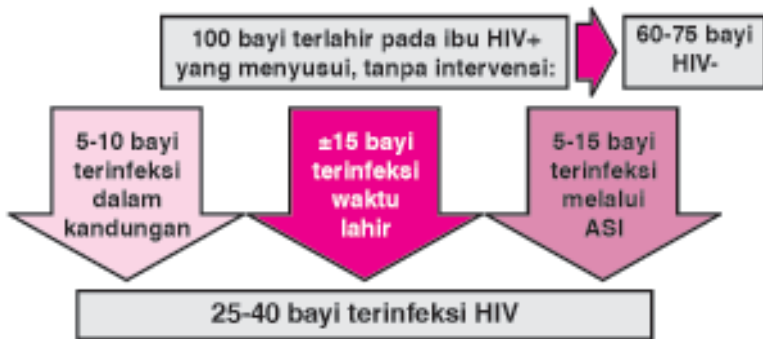 100 bayi terlahir pada ibu HIV+
yang menyusui, tanpa intervensi:
60-75 bayi
HIV-
5-10 bayi
terinfeksi
dalam
kandungan
±15 bayi
terinfeksi
waktu
lahir
5-15 bayi
terinfeksi
melalui
ASI
25-40 bayi terinfeksi HIV